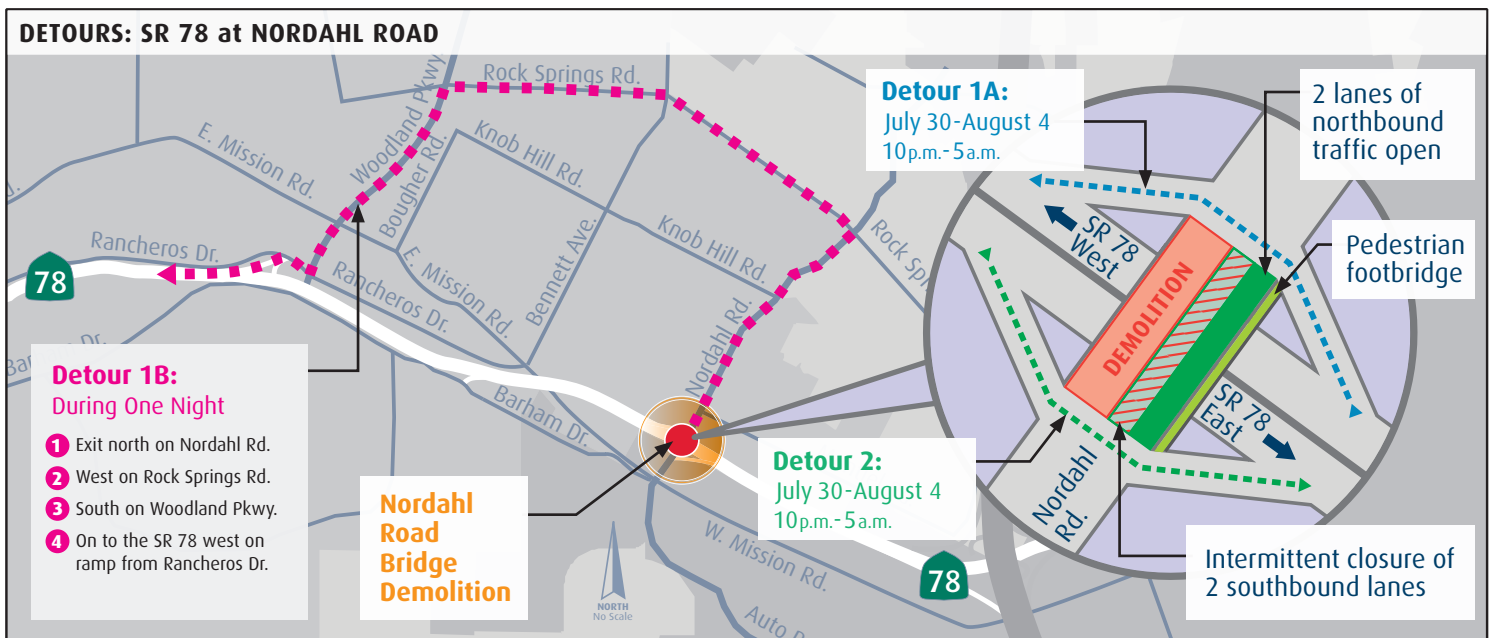 DETOURS: SR 78 at NORDAHL ROAD
Rock Springs Rd.
Woodland Pkwy.
E. Mission Rd.
Bougher Rd.
Knob Hill Rd.
Bennett Ave.
Knob Hill Rd.
Rock Spr
Rancheros Dr.
78
Rancheros Dr.
E. Mission Rd.
Nordahl Rd.
Barham Dr.
W. Mission Rd.
78
NORTH
No Scale
Detour 1B:
During One Night
1 Exit north on Nordahl Rd.
2 West on Rock Springs Rd.
3 South on Woodland Pkwy.
4 On to the SR 78 west on
ramp from Rancheros Dr.
Nordahl
Road
Bridge
Demolition
Detour 1A:
July 30-August 4
10p.m.-5a.m.
2 lanes of
northbound
traffic open
Pedestrian
footbridge
SR 78
West
DEMOLITION
SR 78
East
Nordahl
Rd.
Detour 2:
July 30-August 4
10p.m.-5a.m.
Intermittent closure of
2 southbound lanes